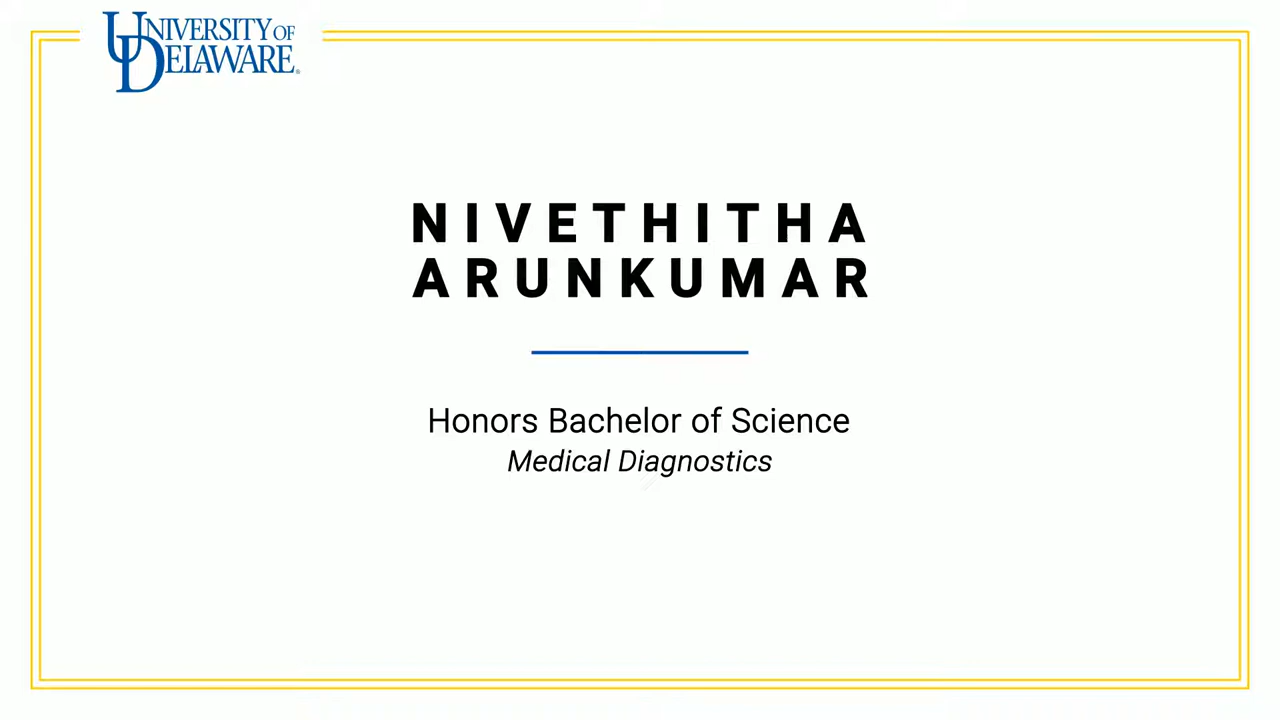 UNIVERSITY OF
DELAWARE
NIVETHITHA
ARUNKUMAR
Honors Bachelor of Science
Medical Diagnostics